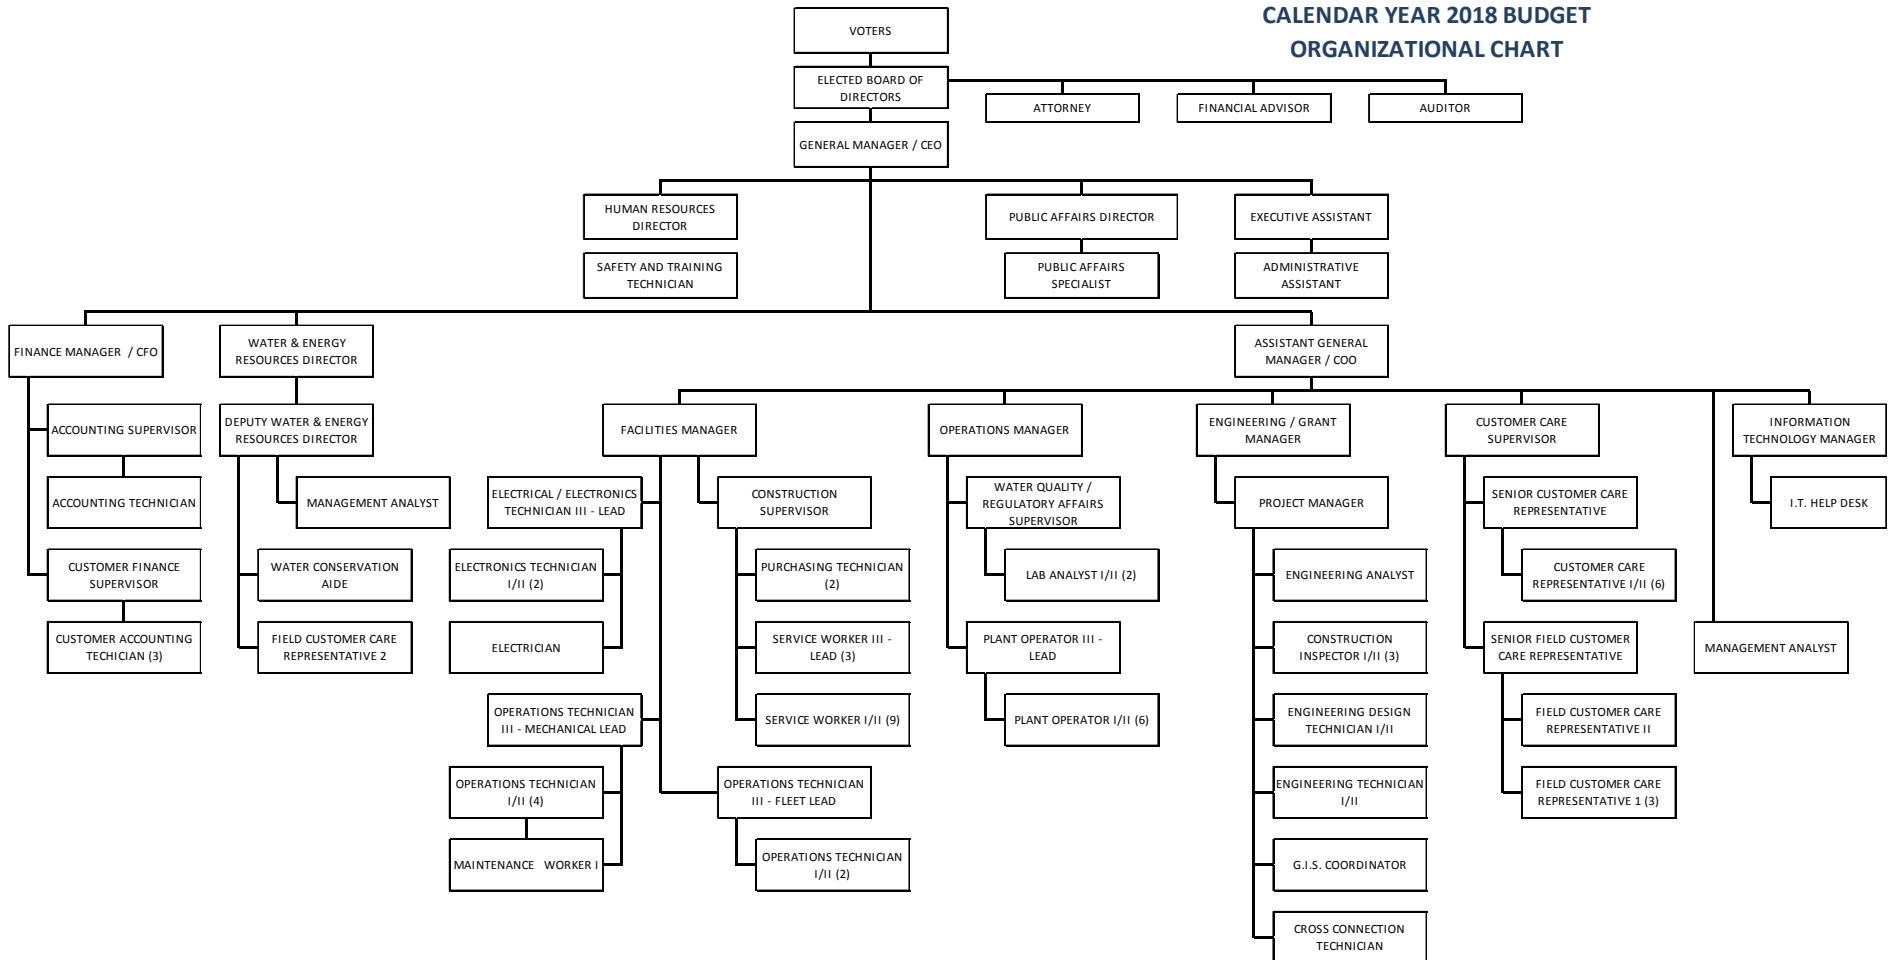 CALENDAR YEAR 2018 BUDGET
ORGANIZATIONAL CHART
VOTERS
ELECTED BOARD OF
DIRECTORS
ATTORNEY
FINANCIAL ADVISOR
AUDITOR
GENERAL MANAGER / CEO
HUMAN RESOURCES
DIRECTOR
PUBLIC AFFAIRS DIRECTOR
EXECUTIVE ASSISTANT
SAFETY AND TRAINING
TECHNICIAN
PUBLIC AFFAIRS
SPECIALIST
ADMINISTRATIVE
ASSISTANT
FINANCE MANAGER / CFO
WATER & ENERGY
RESOURCES DIRECTOR
ASSISTANT GENERAL
MANAGER / COO
ACCOUNTING SUPERVISOR
DEPUTY WATER & ENERGY
RESOURCES DIRECTOR
FACILITIES MANAGER
OPERATIONS MANAGER
ENGINEERING / GRANT
MANAGER
CUSTOMER CARE
SUPERVISOR
INFORMATION
TECHNOLOGY MANAGER
ACCOUNTING TECHNICIAN
MANAGEMENT ANALYST
ELECTRICAL / ELECTRONICS
TECHNICIAN III - LEAD
CONSTRUCTION
SUPERVISOR
WATER QUALITY /
REGULATORY AFFAIRS
SUPERVISOR
PROJECT MANAGER
SENIOR CUSTOMER CARE
REPRESENTATIVE
I.T. HELP DESK
CUSTOMER FINANCE
SUPERVISOR
WATER CONSERVATION
AIDE
ELECTRONICS TECHNICIAN
I/II (2)
PURCHASING TECHNICIAN
(2)
LAB ANALYST I/II (2)
ENGINEERING ANALYST
CUSTOMER CARE
REPRESENTATIVE I/II (6)
CUSTOMER ACCOUNTING
TECHICIAN (3)
FIELD CUSTOMER CARE
REPRESENTATIVE 2
ELECTRICIAN
SERVICE WORKER III -
LEAD (3)
PLANT OPERATOR III -
LEAD
CONSTRUCTION
INSPECTOR I/II (3)
SENIOR FIELD CUSTOMER
CARE REPRESENTATIVE
MANAGEMENT ANALYST
OPERATIONS TECHNICIAN
III - MECHANICAL LEAD
SERVICE WORKER I/II (9)
PLANT OPERATOR I/II (6)
ENGINEERING DESIGN
TECHNICIAN I/II
FIELD CUSTOMER CARE
REPRESENTATIVE II
OPERATIONS TECHNICIAN
I/II (4)
OPERATIONS TECHNICIAN
III - FLEET LEAD
ENGINEERING TECHNICIAN
I/II
FIELD CUSTOMER CARE
REPRESENTATIVE 1 (3)
MAINTENANCE WORKER I
OPERATIONS TECHNICIAN
I/II (2)
G.I.S. COORDINATOR
CROSS CONNECTION
TECHNICIAN